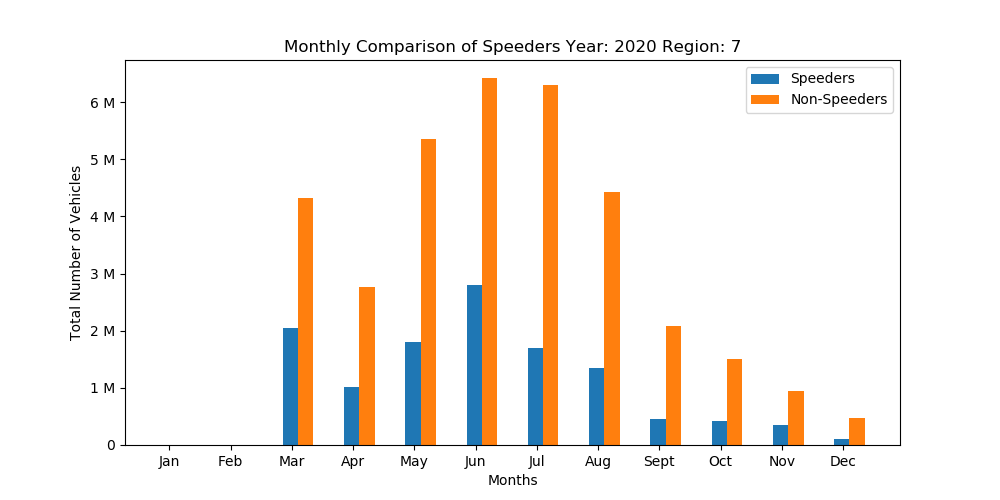 Monthly Comparison of Speeders Year: 2020 Region: 7
Speeders
Non-Speeders
6 M
5 M
4 M
3 M
2 M
1 M
0
Total Number of Vehicles
Jan Feb Mar Apr May Jun Jul Aug Sept Oct Nov Dec
Months